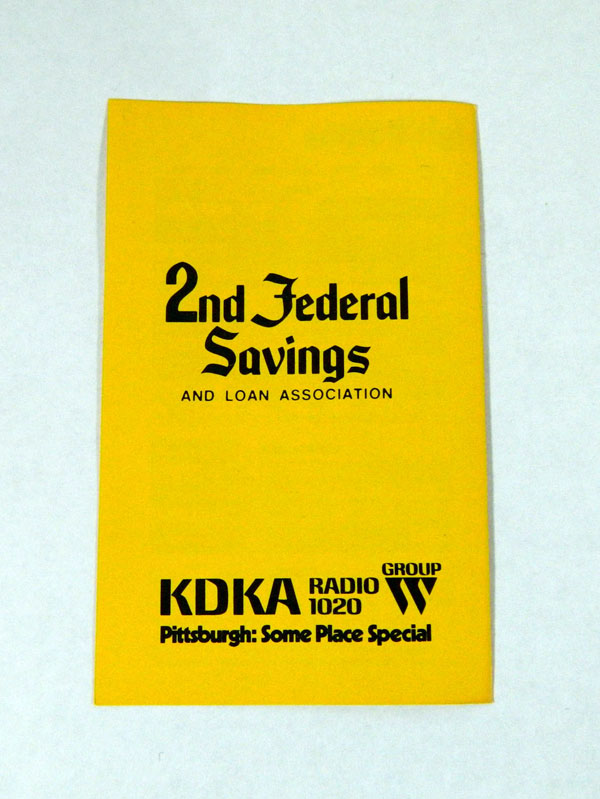 2nd Federal
Savings
AND LOAN ASSOCIATION
KDKA RADIO 1020 GROUP W
Pittsburgh: Some Place Special